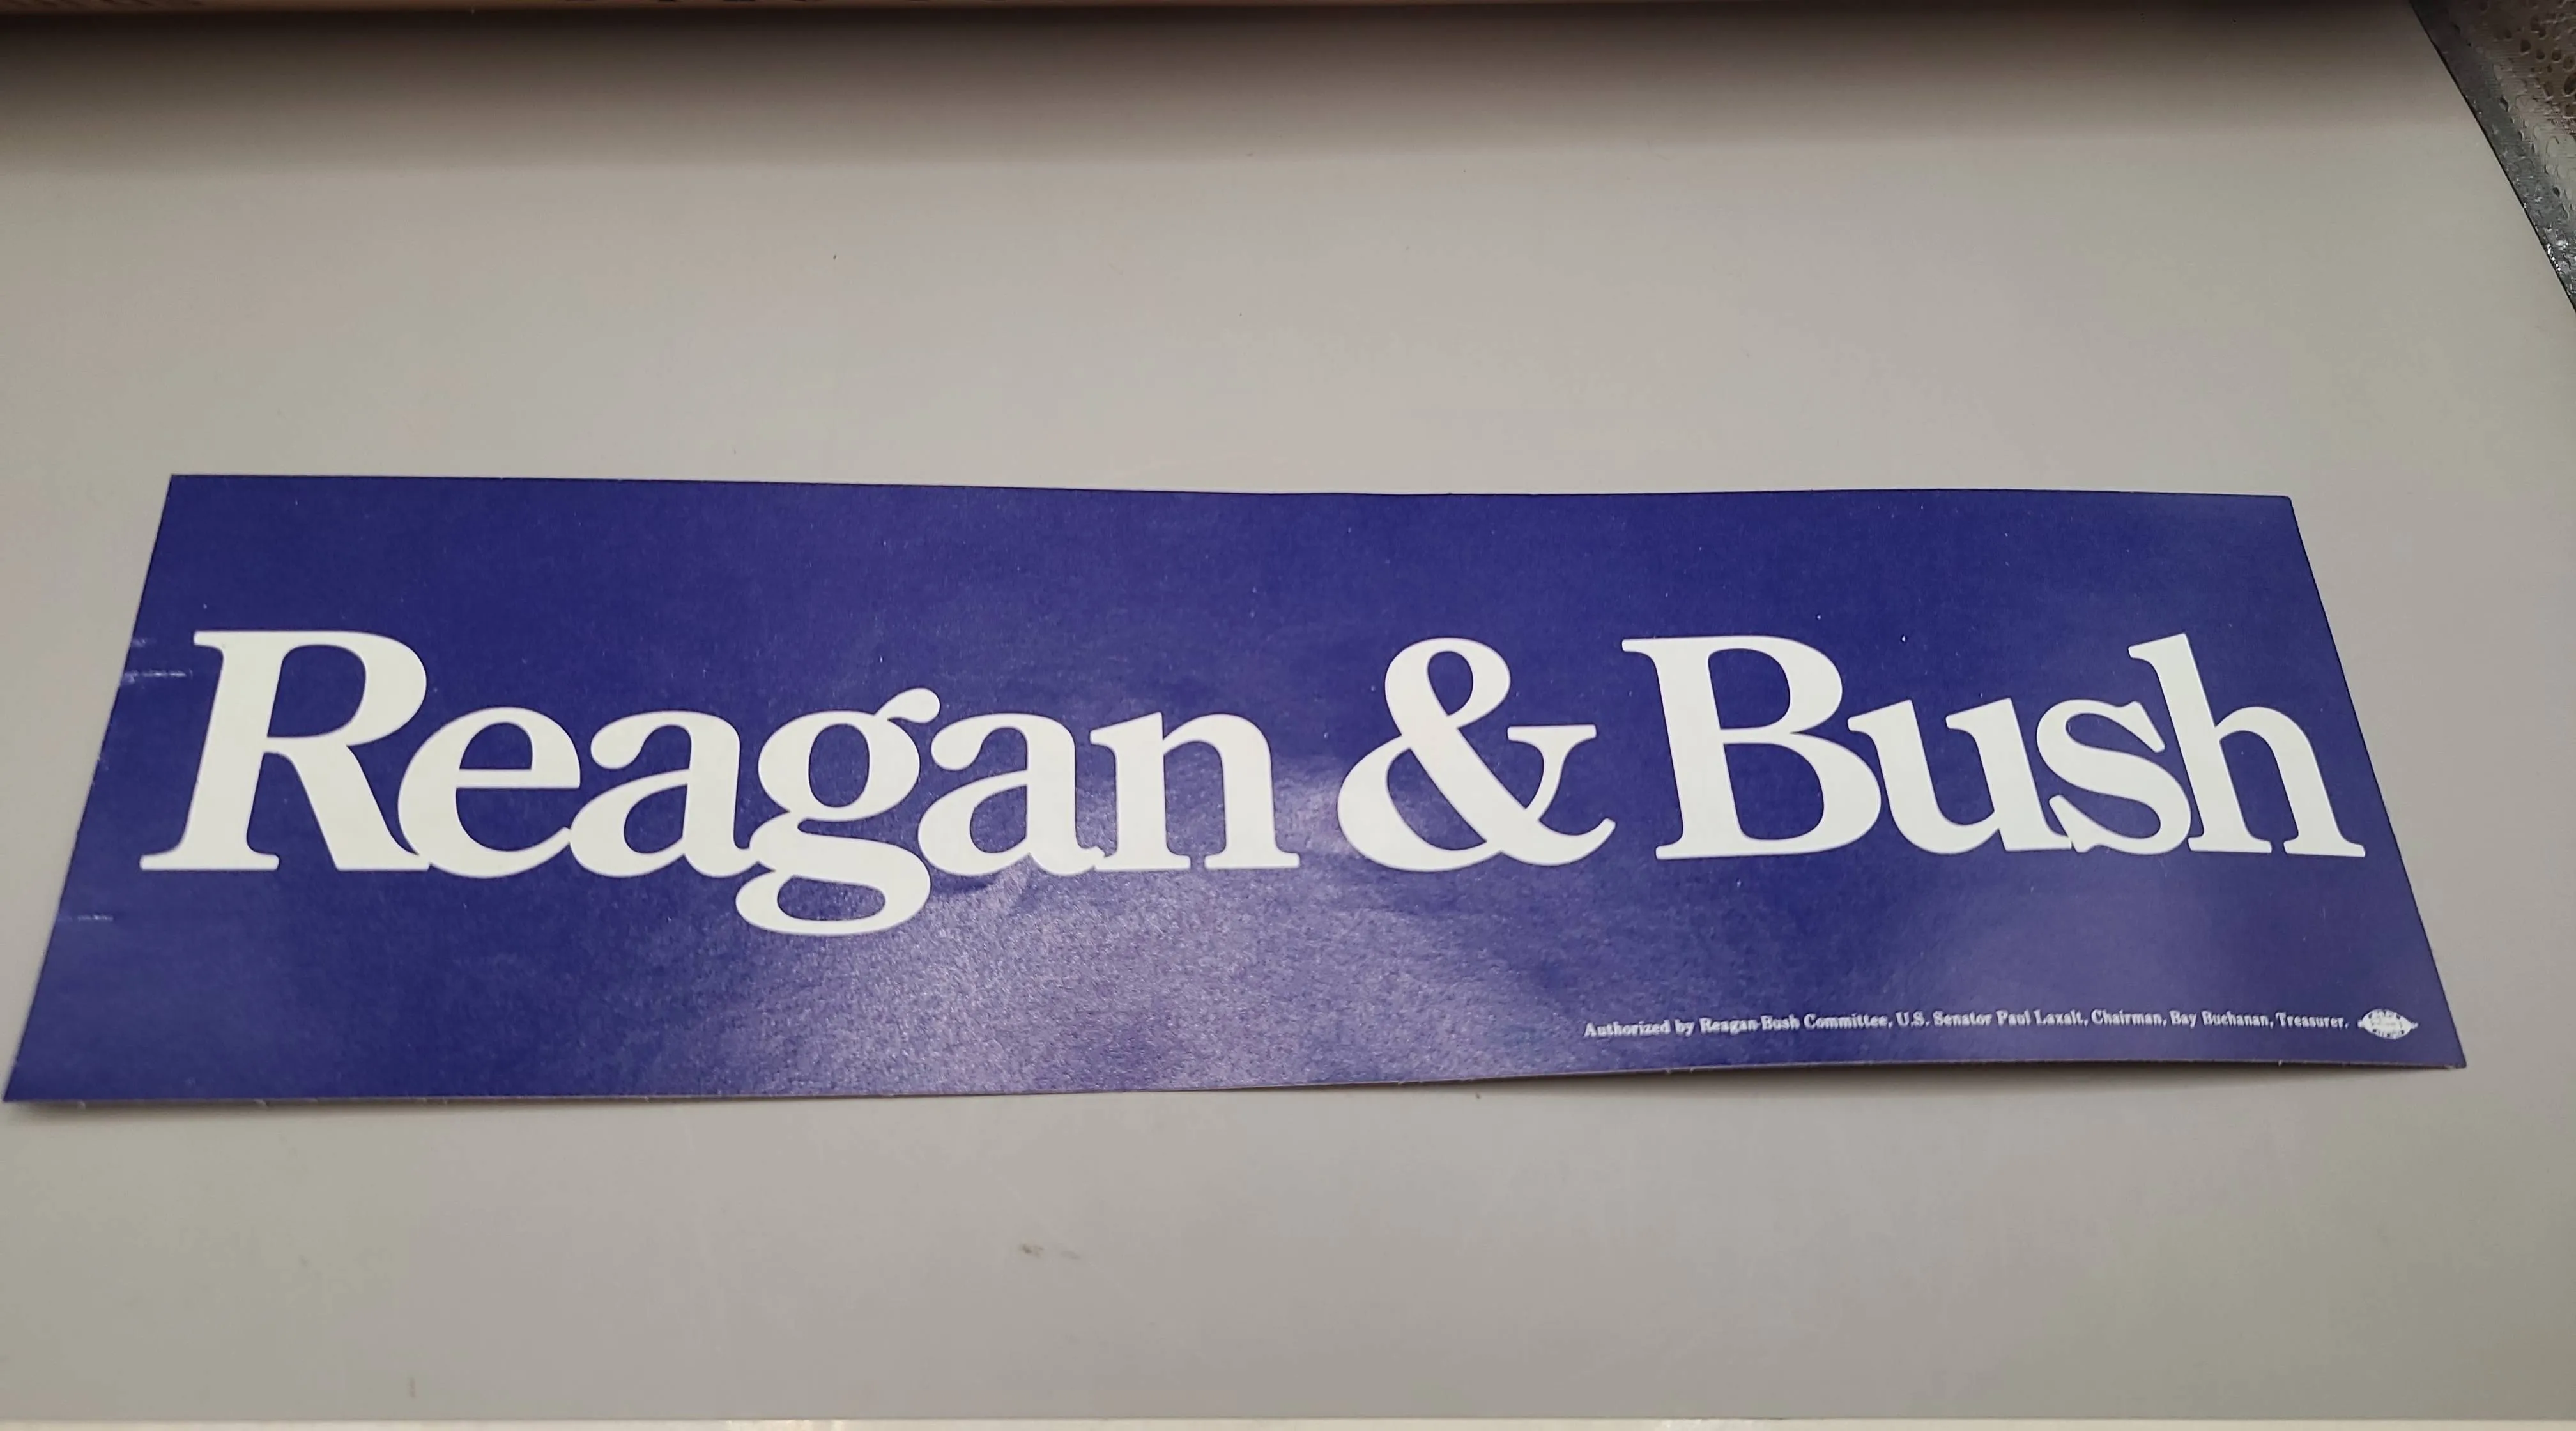 Reagan & Bush
Authorized by Reagan-Bush Committee, U.S. Senator Paul Laxalt, Chairman, Bay Buchanan, Treasurer.